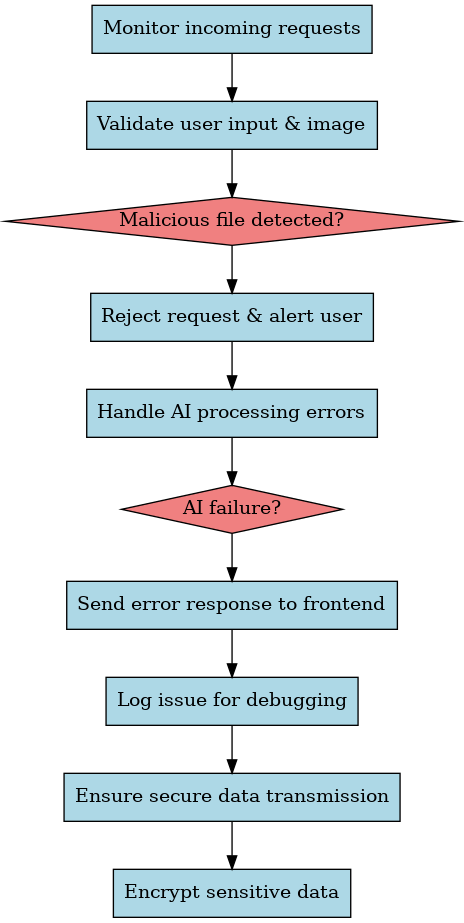 Monitor incoming requests
Validate user input & image
Malicious file detected?
Reject request & alert user
Handle AI processing errors
AI failure?
Send error response to frontend
Log issue for debugging
Ensure secure data transmission
Encrypt sensitive data